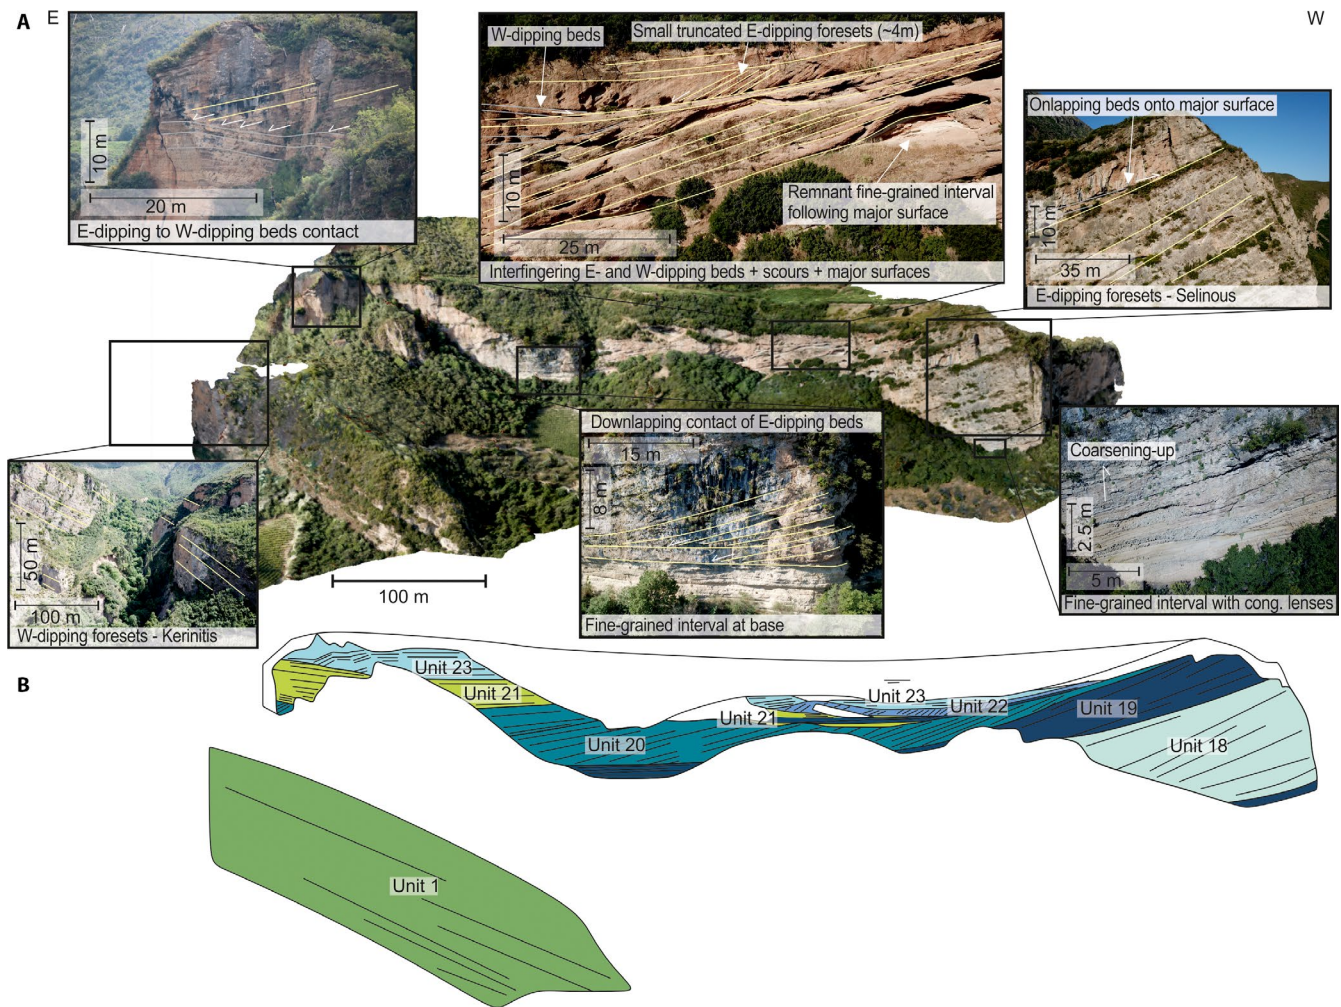 A
E
W
10 m
20 m
E-dipping to W-dipping beds contact
W-dipping beds
Small truncated E-dipping foresets (~4m)
10 m
25 m
Remnant fine-grained interval
following major surface
Interfingering E- and W-dipping beds + scours + major surfaces
Onlapping beds onto major surface
10 m
35 m
E-dipping foresets - Selinous
50 m
100 m
W-dipping foresets - Kerinitis
100 m
Downlapping contact of E-dipping beds
15 m
8 m
Fine-grained interval at base
Coarsening-up
2.5 m
5 m
Fine-grained interval with cong. lenses
B
Unit 23
Unit 21
Unit 20
Unit 21
Unit 23
Unit 22
Unit 19
Unit 18
Unit 1